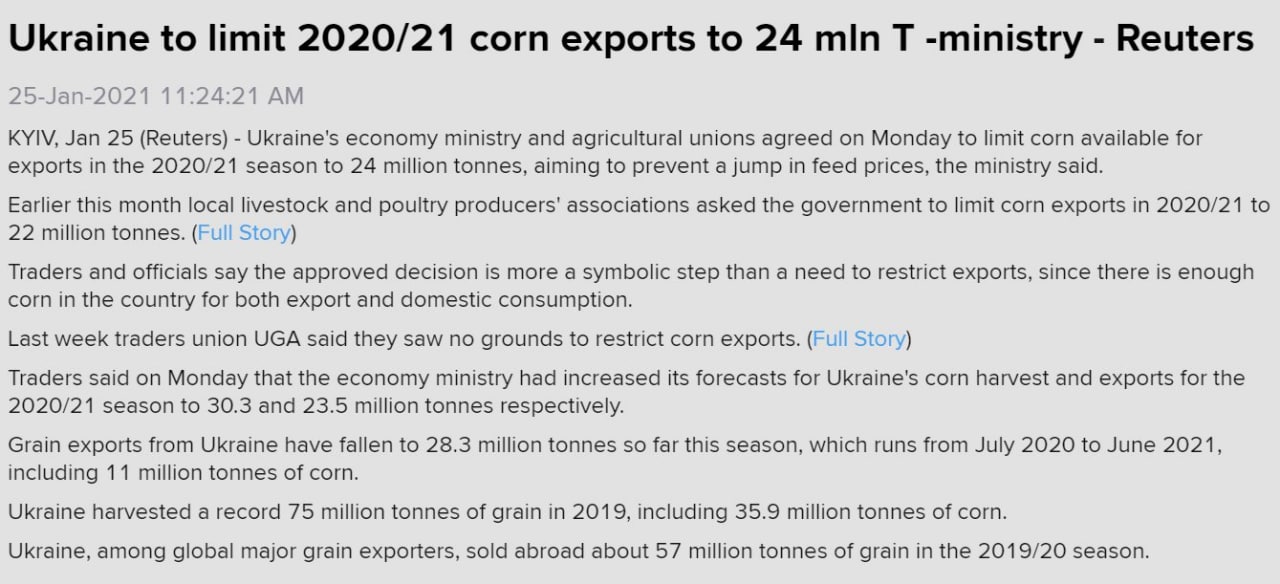 Ukraine to limit 2020/21 corn exports to 24 mln T -ministry - Reuters
25-Jan-2021 11:24:21 AM
KYIV, Jan 25 (Reuters) - Ukraine's economy ministry and agricultural unions agreed on Monday to limit corn available for
exports in the 2020/21 season to 24 million tonnes, aiming to prevent a jump in feed prices, the ministry said.
Earlier this month local livestock and poultry producers' associations asked the government to limit corn exports in 2020/21 to
22 million tonnes. (Full Story)
Traders and officials say the approved decision is more a symbolic step than a need to restrict exports, since there is enough
corn in the country for both export and domestic consumption.
Last week traders union UGA said they saw no grounds to restrict corn exports. (Full Story)
Traders said on Monday that the economy ministry had increased its forecasts for Ukraine's corn harvest and exports for the
2020/21 season to 30.3 and 23.5 million tonnes respectively.
Grain exports from Ukraine have fallen to 28.3 million tonnes so far this season, which runs from July 2020 to June 2021,
including 11 million tonnes of corn.
Ukraine harvested a record 75 million tonnes of grain in 2019, including 35.9 million tonnes of corn.
Ukraine, among global major grain exporters, sold abroad about 57 million tonnes of grain in the 2019/20 season.